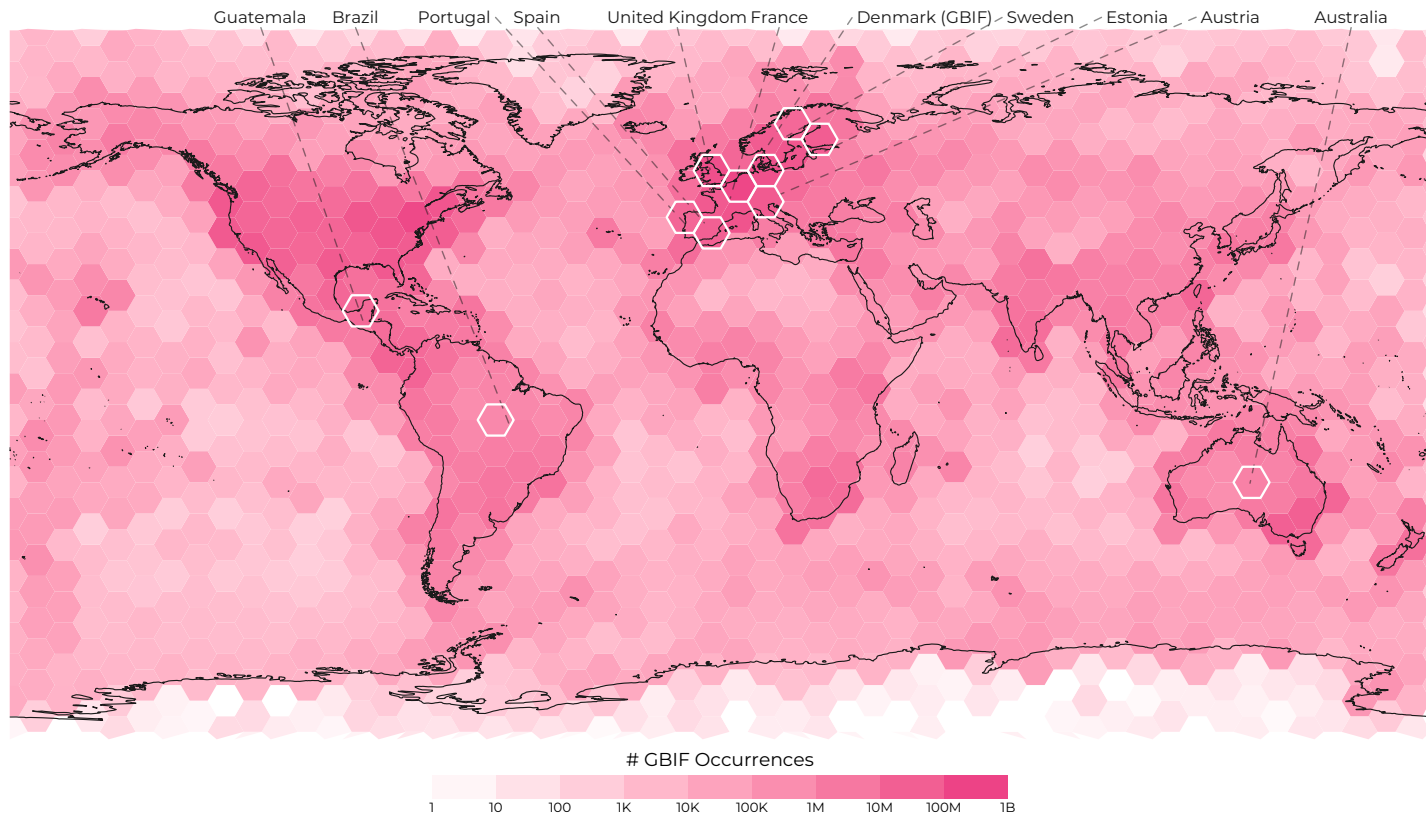 Guatemala Brazil Portugal Spain United Kingdom France Denmark (GBIF) Sweden Estonia Austria Australia
# GBIF Occurrences
1 10 100 1K 10K 100K 1M 10M 100M 1B